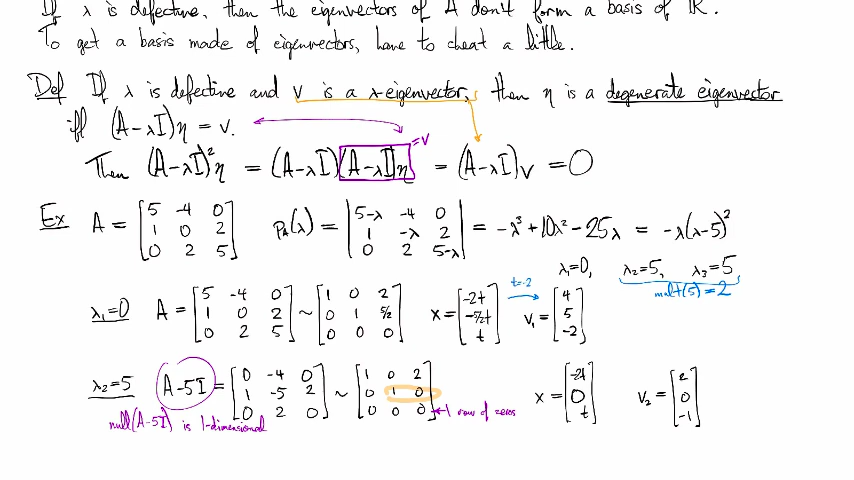 If λ is defective, then the eigenvectors of A don't form a basis of ℝ.
To get a basis made of eigenvectors, have to cheat a little.
Def If λ is defective and v is a λ-eigenvector, then η is a degenerate eigenvector
iff (A-λI)η = v.
Then (A-λI)²η = (A-λI)(A-λI)η = (A-λI)v = 0
=v
Ex A = [5 -4 0; 1 0 2; 0 2 5] p_A(λ) = |5-λ -4 0; 1 -λ 2; 0 2 5-λ| = -λ³+10λ²-25λ = -λ(λ-5)²
λ₁=0, λ₂=5, λ₃=5
mult(5)=2
λ₁=0 A = [5 -4 0; 1 0 2; 0 2 5] ~ [1 0 2; 0 1 5/2; 0 0 0] x = [-2t; -5/2t; t] t=-2 v₁ = [4; 5; -2]
λ₂=5 A-5I = [0 -4 0; 1 -5 2; 0 2 0] ~ [1 0 2; 0 1 0; 0 0 0] x = [-2t; 0; t] v₂ = [2; 0; -1]
null(A-5I) is 1-dimensional
1 row of zeros